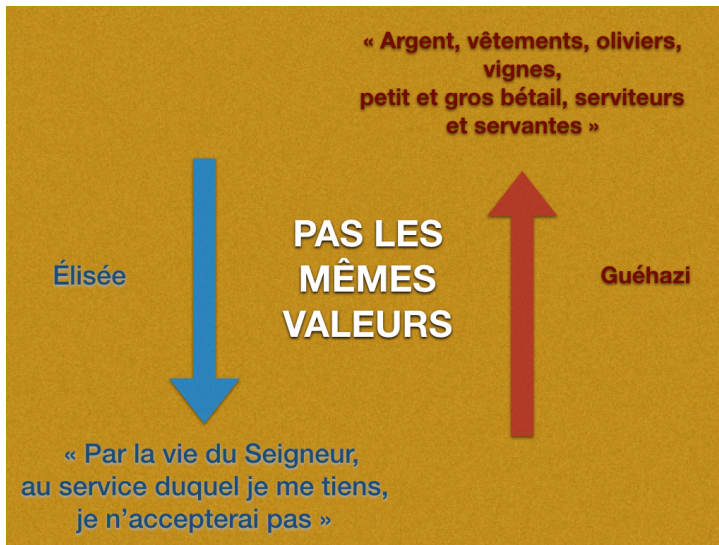 « Argent, vêtements, oliviers,
vignes,
petit et gros bétail, serviteurs
et servantes »
PAS LES
MÊMES
VALEURS
Élisée
Guéhazi
« Par la vie du Seigneur,
au service duquel je me tiens,
je n’accepterai pas »